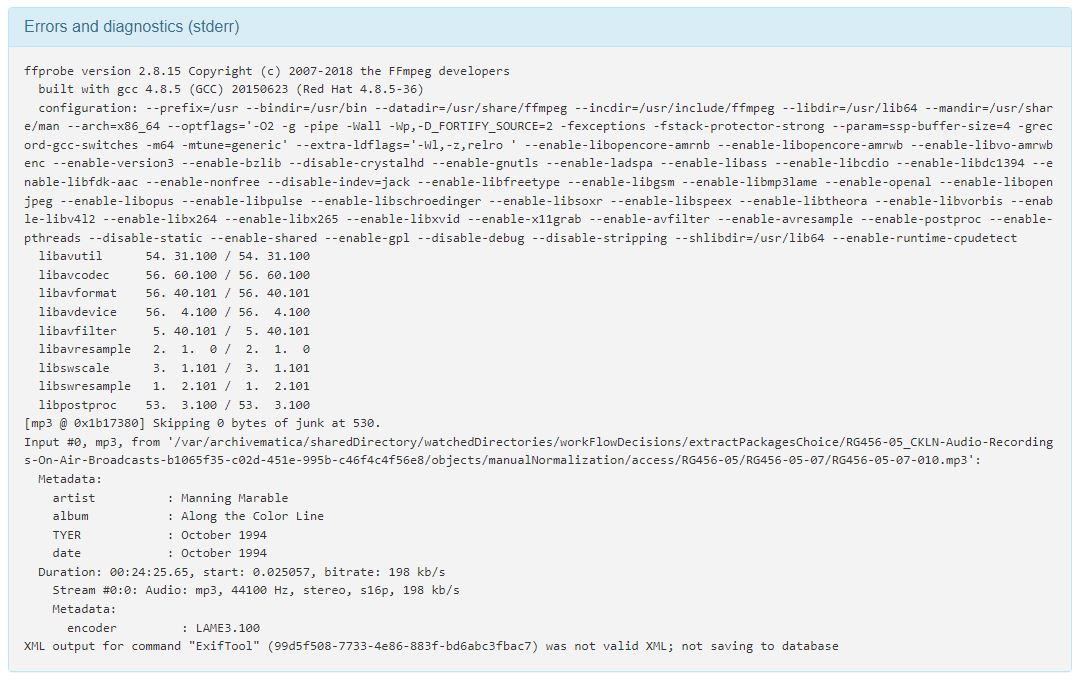 Errors and diagnostics (stderr)
ffprobe version 2.8.15 Copyright (c) 2007-2018 the FFmpeg developers
  built with gcc 4.8.5 (GCC) 20150623 (Red Hat 4.8.5-36)
  configuration: --prefix=/usr --bindir=/usr/bin --datadir=/usr/share/ffmpeg --incdir=/usr/include/ffmpeg --libdir=/usr/lib64 --mandir=/usr/shar
e/man --arch=x86_64 --optflags='-O2 -g -pipe -Wall -Wp,-D_FORTIFY_SOURCE=2 -fexceptions -fstack-protector-strong --param=ssp-buffer-size=4 -grec
ord-gcc-switches -m64 -mtune=generic' --extra-ldflags='-Wl,-z,relro ' --enable-libopencore-amrnb --enable-libopencore-amrwb --enable-libvo-amrwb
enc --enable-version3 --enable-bzlib --disable-crystalhd --enable-gnutls --enable-ladspa --enable-libass --enable-libcdio --enable-libdc1394 --e
nable-libfdk-aac --enable-nonfree --disable-indev=jack --enable-libfreetype --enable-libgsm --enable-libmp3lame --enable-openal --enable-libopen
jpeg --enable-libopus --enable-libpulse --enable-libschroedinger --enable-libsoxr --enable-libspeex --enable-libtheora --enable-libvorbis --enab
le-libv4l2 --enable-libx264 --enable-libx265 --enable-libxvid --enable-x11grab --enable-avfilter --enable-avresample --enable-postproc --enable-
pthreads --disable-static --enable-shared --enable-gpl --disable-debug --disable-stripping --shlibdir=/usr/lib64 --enable-runtime-cpudetect
  libavutil      54. 31.100 / 54. 31.100
  libavcodec     56. 60.100 / 56. 60.100
  libavformat    56. 40.101 / 56. 40.101
  libavdevice    56.  4.100 / 56.  4.100
  libavfilter     5. 40.101 /  5. 40.101
  libavresample   2.  1.  0 /  2.  1.  0
  libswscale      3.  1.101 /  3.  1.101
  libswresample   1.  2.101 /  1.  2.101
  libpostproc    53.  3.100 / 53.  3.100
[mp3 @ 0x1b17380] Skipping 0 bytes of junk at 530.
Input #0, mp3, from '/var/archivematica/sharedDirectory/watchedDirectories/workFlowDecisions/extractPackagesChoice/RG456-05_CKLN-Audio-Recording
s-On-Air-Broadcasts-b1065f35-c02d-451e-995b-c46f4c4f56e8/objects/manualNormalization/access/RG456-05/RG456-05-07/RG456-05-07-010.mp3':
  Metadata:
    artist          : Manning Marable
    album           : Along the Color Line
    TYER            : October 1994
    date            : October 1994
  Duration: 00:24:25.65, start: 0.025057, bitrate: 198 kb/s
    Stream #0:0: Audio: mp3, 44100 Hz, stereo, s16p, 198 kb/s
    Metadata:
      encoder         : LAME3.100
XML output for command "ExifTool" (99d5f508-7733-4e86-883f-bd6abc3fbac7) was not valid XML; not saving to database